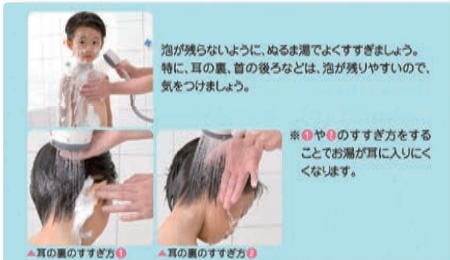 泡が残らないように、ぬるま湯でよくすすぎましょう。
特に、耳の裏、首の後ろなどは、泡が残りやすいので、
気をつけましょう。
※❶や❷のすすぎ方をする
ことでお湯が耳に入りにく
くなります。
▲耳の裏のすすぎ方❶
▲耳の裏のすすぎ方❷